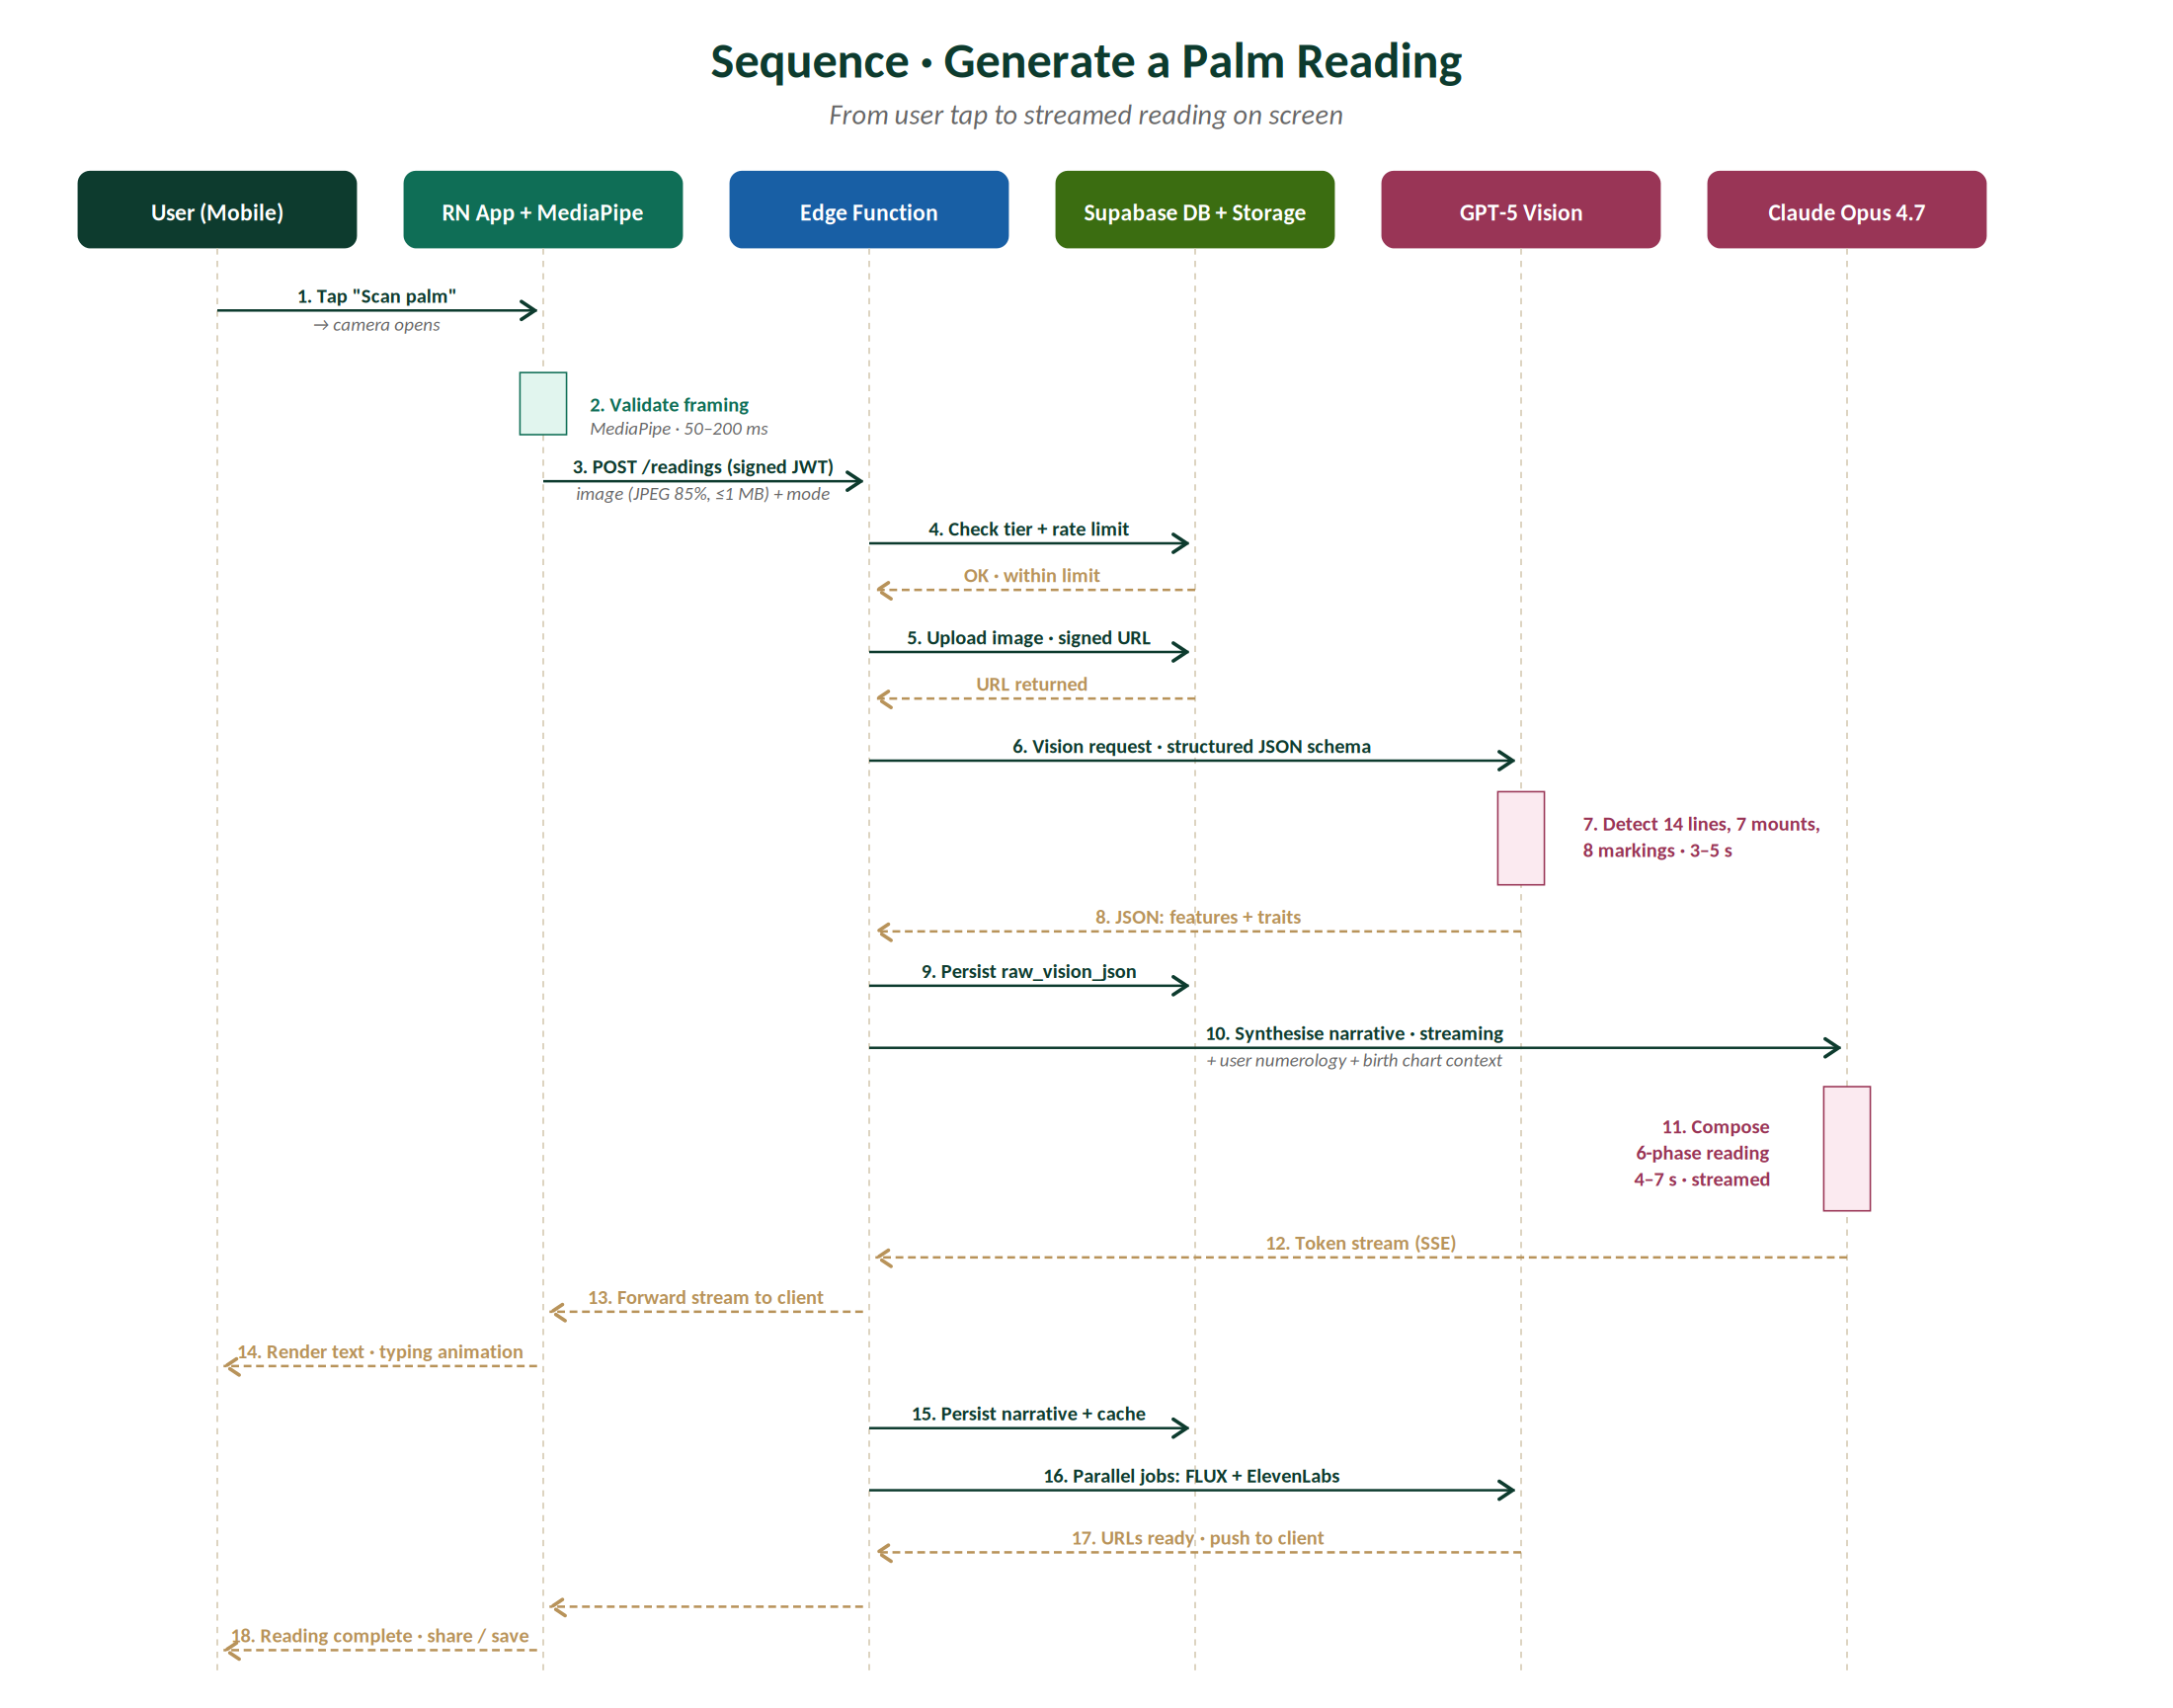 Sequence · Generate a Palm Reading
From user tap to streamed reading on screen
User (Mobile)
RN App + MediaPipe
Edge Function
Supabase DB + Storage
GPT-5 Vision
Claude Opus 4.7
1. Tap "Scan palm"
→ camera opens
2. Validate framing
MediaPipe · 50–200 ms
3. POST /readings (signed JWT)
image (JPEG 85%, ≤1 MB) + mode
4. Check tier + rate limit
OK · within limit
5. Upload image · signed URL
URL returned
6. Vision request · structured JSON schema
7. Detect 14 lines, 7 mounts,
8 markings · 3–5 s
8. JSON: features + traits
9. Persist raw_vision_json
10. Synthesise narrative · streaming
+ user numerology + birth chart context
11. Compose
6-phase reading
4–7 s · streamed
12. Token stream (SSE)
13. Forward stream to client
14. Render text · typing animation
15. Persist narrative + cache
16. Parallel jobs: FLUX + ElevenLabs
17. URLs ready · push to client
18. Reading complete · share / save